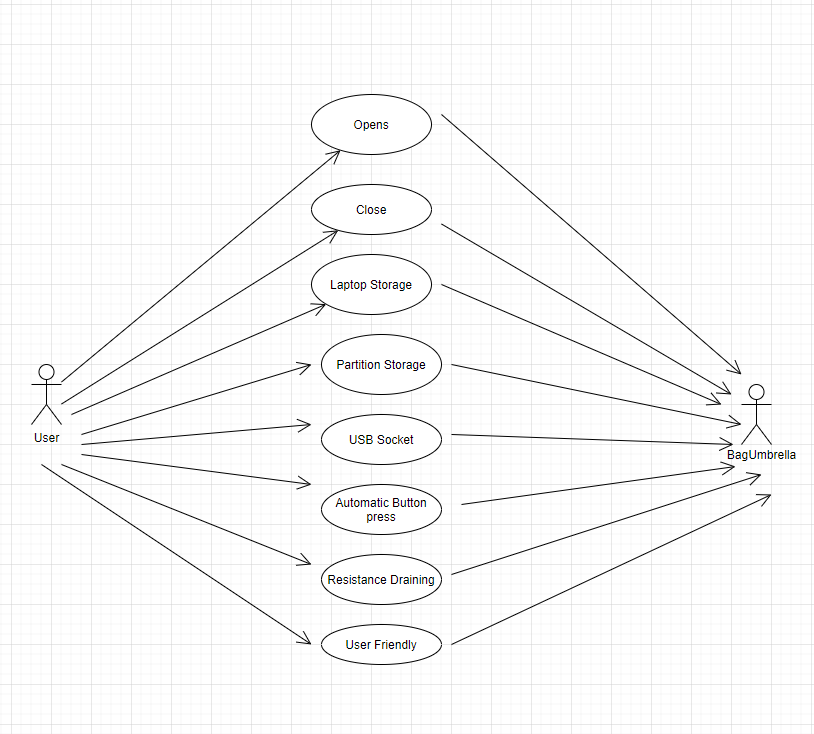 Opens
Close
Laptop Storage
Partition Storage
User
USB Socket
BagUmbrella
Automatic Button
press
Resistance Draining
User Friendly